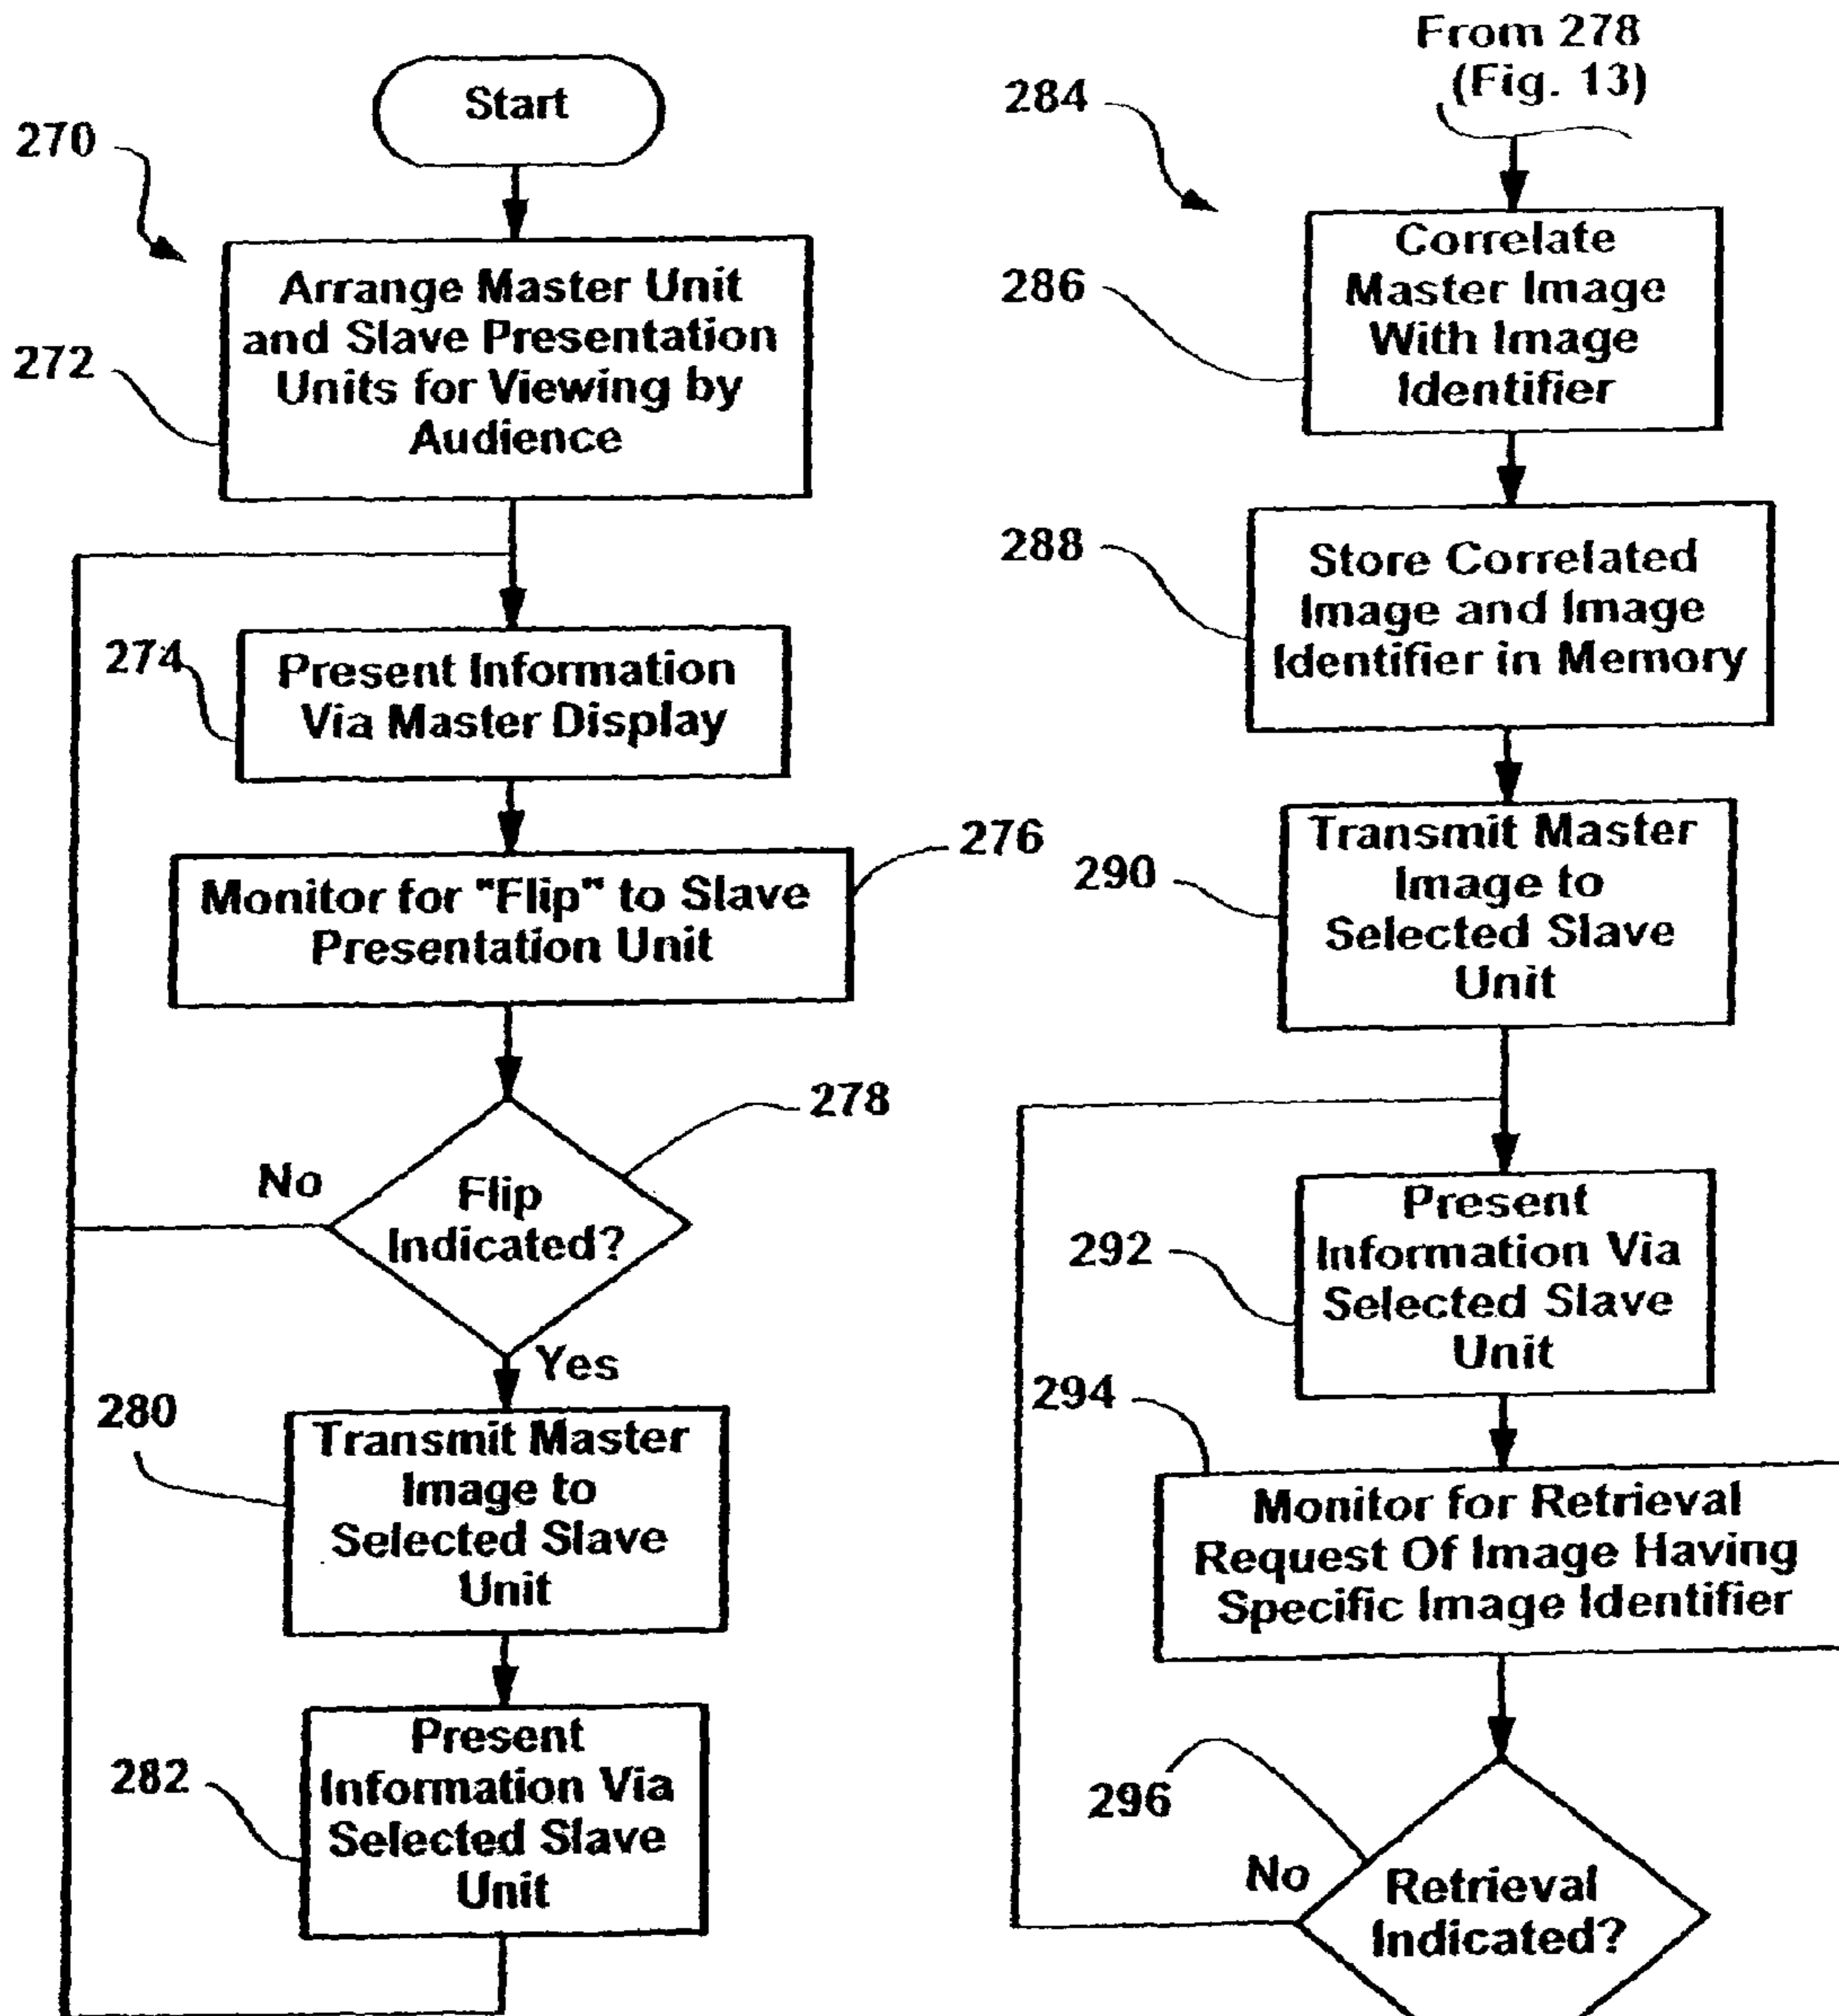 Start
270
272
Arrange Master Unit
and Slave Presentation
Units for Viewing by
Audience
274
Present Information
Via Master Display
276
Monitor for "Flip" to Slave
Presentation Unit
278
No
Flip
Indicated?
Yes
280
Transmit Master
Image to
Selected Slave
Unit
282
Present
Information Via
Selected Slave
Unit
From 278
(Fig. 13)
284
286
Correlate
Master Image
With Image
Identifier
288
Store Correlated
Image and Image
Identifier in Memory
290
Transmit Master
Image to
Selected Slave
Unit
292
Present
Information Via
Selected Slave
Unit
294
Monitor for Retrieval
Request Of Image Having
Specific Image Identifier
296
No
Retrieval
Indicated?